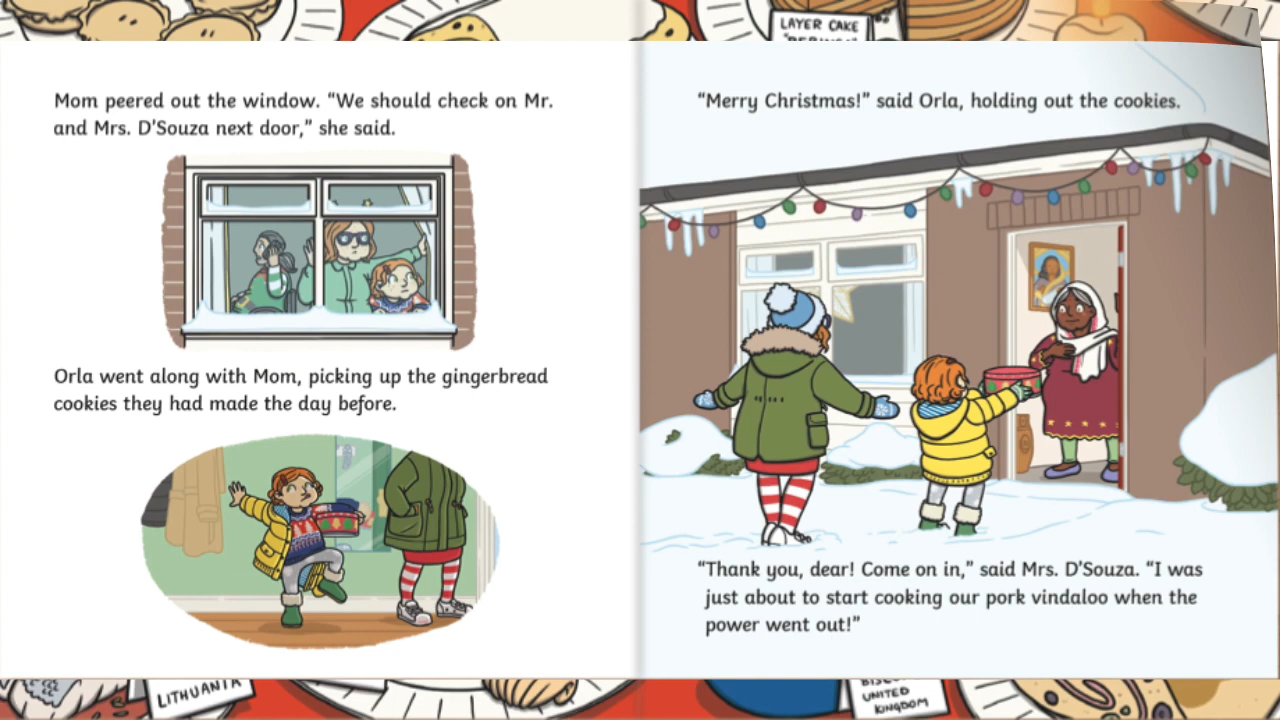 LAYER CAKE
Mom peered out the window. “We should check on Mr.
and Mrs. D’Souza next door,” she said.
Orla went along with Mom, picking up the gingerbread
cookies they had made the day before.
“Merry Christmas!” said Orla, holding out the cookies.
“Thank you, dear! Come on in,” said Mrs. D’Souza. “I was
just about to start cooking our pork vindaloo when the
power went out!”
LITHUANIA
UNITED
KINGDOM